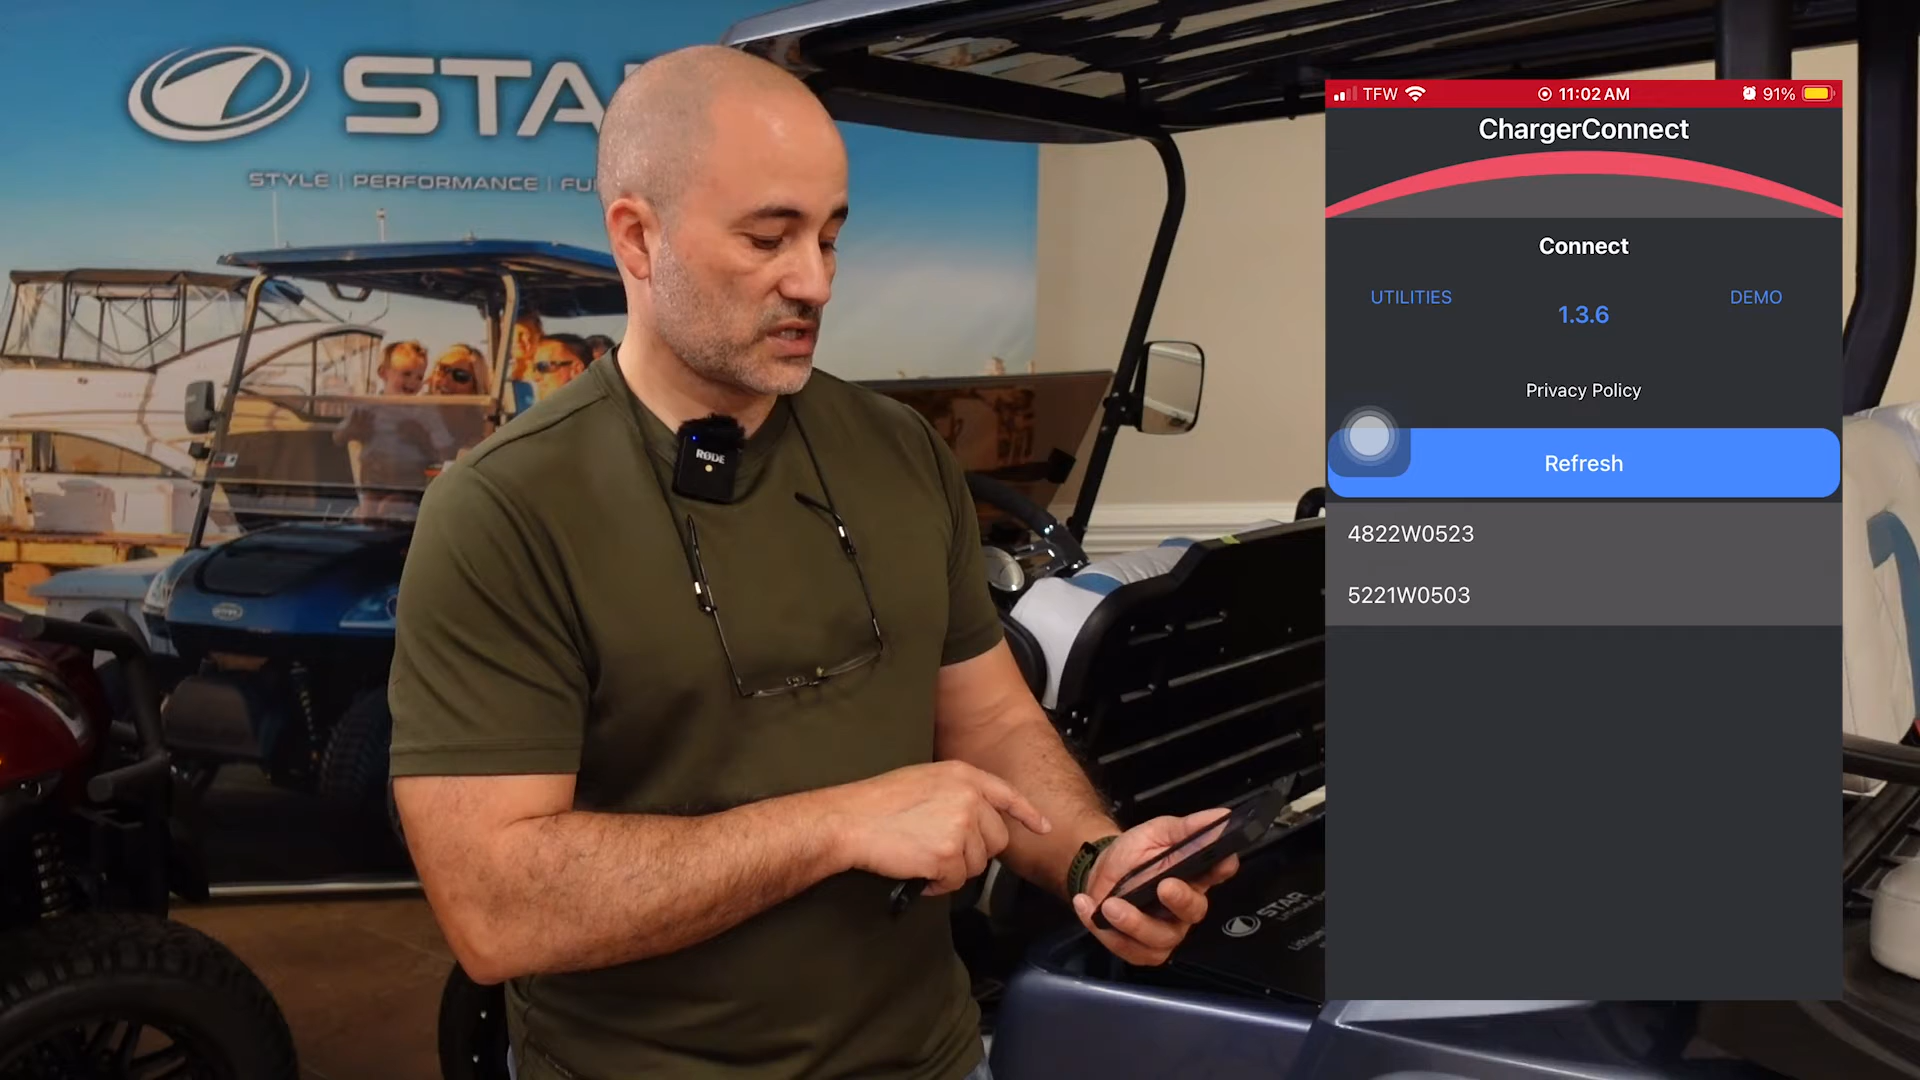 STA
STYLE | PERFORMANCE | FU
RØDE
STAR
TFW
11:02 AM
91%
ChargerConnect
Connect
UTILITIES
1.3.6
DEMO
Privacy Policy
Refresh
4822W0523
5221W0503